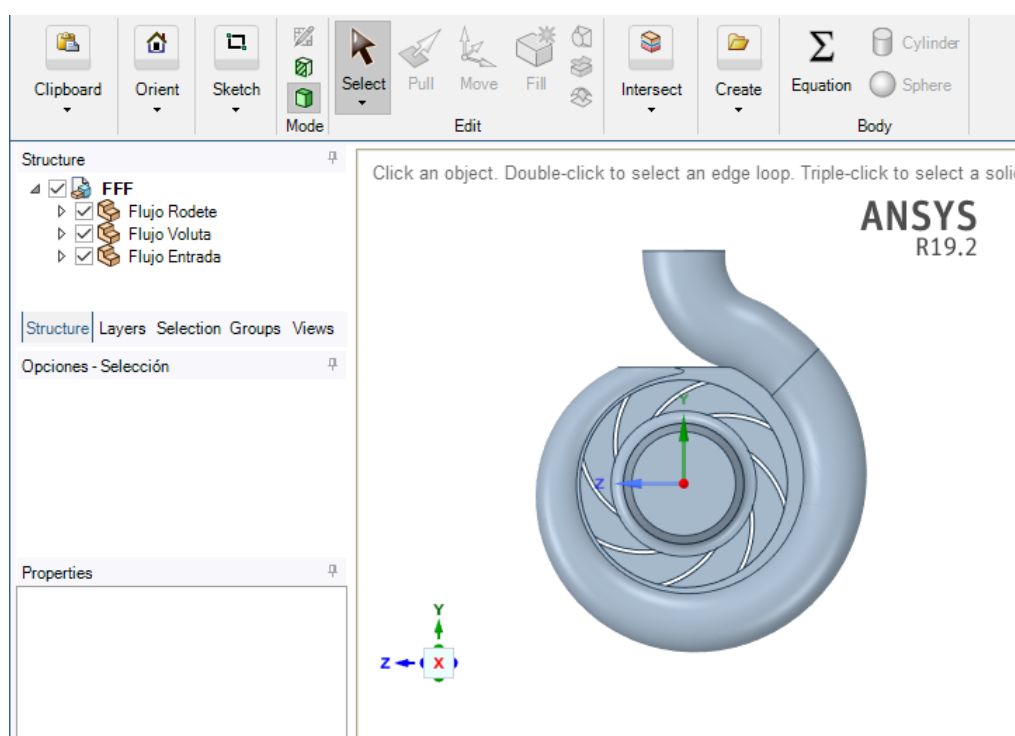 Clipboard Orient Sketch Mode Select Pull Move Fill Edit Intersect Create Equation Cylinder Sphere Body
Structure
FFF
Flujo Rodete
Flujo Voluta
Flujo Entrada
Structure Layers Selection Groups Views
Opciones - Selección
Properties
Click an object. Double-click to select an edge loop. Triple-click to select a soli
ANSYS
R19.2
Y
Z
Y
Z X